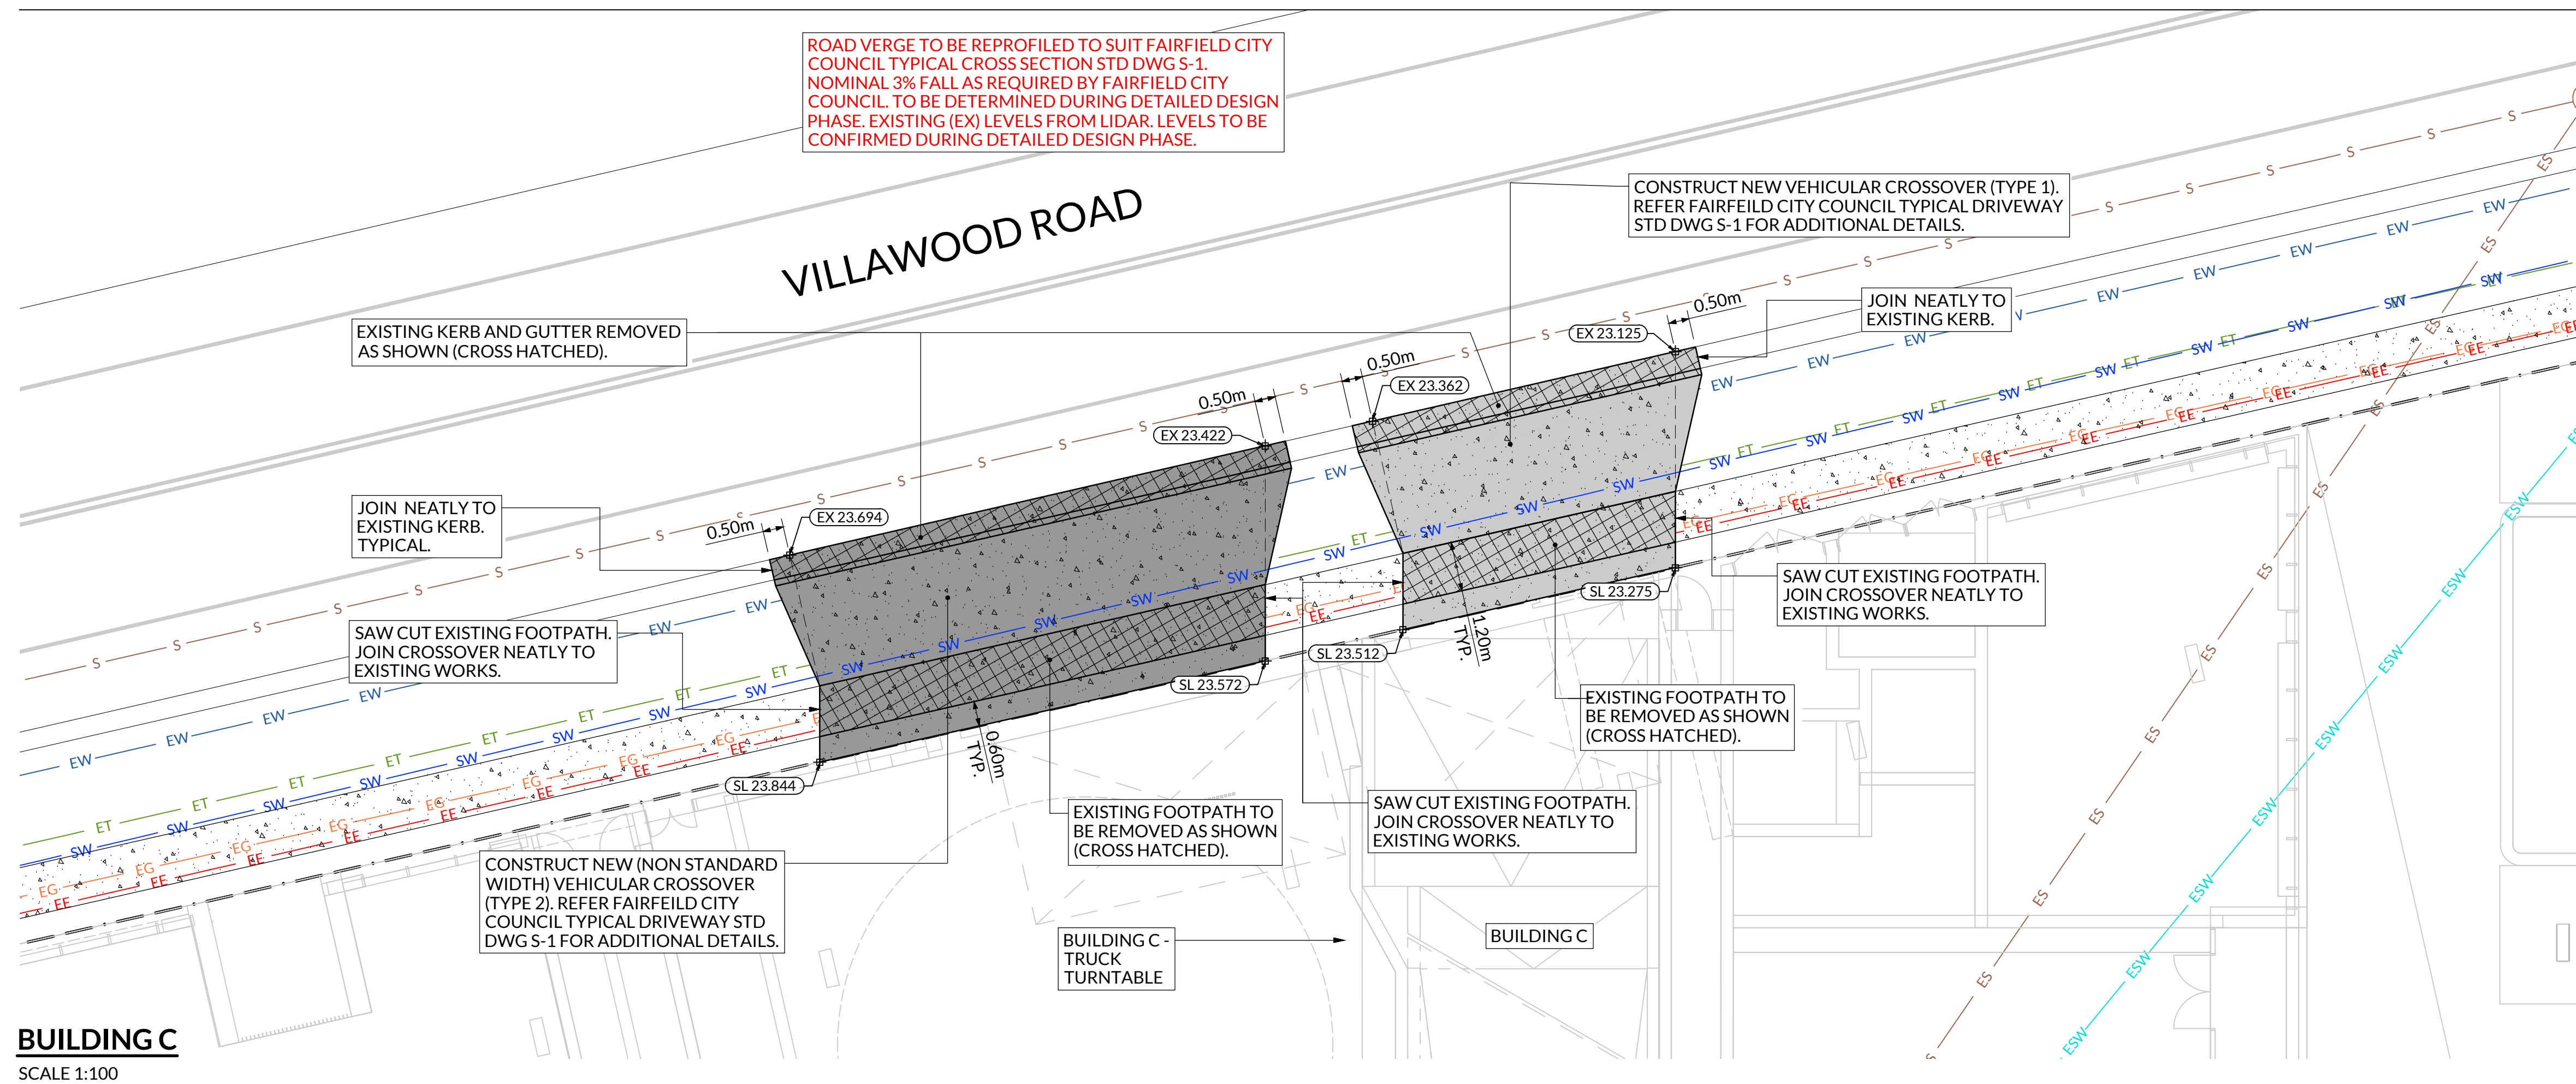 ROAD VERGE TO BE REPROFILED TO SUIT FAIRFIELD CITY
COUNCIL TYPICAL CROSS SECTION STD DWG S-1.
NOMINAL 3% FALL AS REQUIRED BY FAIRFIELD CITY
COUNCIL. TO BE DETERMINED DURING DETAILED DESIGN
PHASE. EXISTING (EX) LEVELS FROM LIDAR. LEVELS TO BE
CONFIRMED DURING DETAILED DESIGN PHASE.
VILLAWOOD ROAD
CONSTRUCT NEW VEHICULAR CROSSOVER (TYPE 1).
REFER FAIRFEILD CITY COUNCIL TYPICAL DRIVEWAY
STD DWG S-1 FOR ADDITIONAL DETAILS.
JOIN NEATLY TO
EXISTING KERB.
0.50m
EX 23.125
EXISTING KERB AND GUTTER REMOVED
AS SHOWN (CROSS HATCHED).
0.50m
EX 23.362
0.50m
EX 23.422
JOIN NEATLY TO
EXISTING KERB.
TYPICAL.
0.50m
EX 23.694
SAW CUT EXISTING FOOTPATH.
JOIN CROSSOVER NEATLY TO
EXISTING WORKS.
SAW CUT EXISTING FOOTPATH.
JOIN CROSSOVER NEATLY TO
EXISTING WORKS.
SL 23.275
1.20m
TYP.
SL 23.512
SL 23.572
EXISTING FOOTPATH TO
BE REMOVED AS SHOWN
(CROSS HATCHED).
0.60m
TYP.
SL 23.844
EXISTING FOOTPATH TO
BE REMOVED AS SHOWN
(CROSS HATCHED).
SAW CUT EXISTING FOOTPATH.
JOIN CROSSOVER NEATLY TO
EXISTING WORKS.
CONSTRUCT NEW (NON STANDARD
WIDTH) VEHICULAR CROSSOVER
(TYPE 2). REFER FAIRFEILD CITY
COUNCIL TYPICAL DRIVEWAY STD
DWG S-1 FOR ADDITIONAL DETAILS.
BUILDING C -
TRUCK
TURNTABLE
BUILDING C
S
EW
ET
SW
EG
EE
ES
ESW
BUILDING C
SCALE 1:100